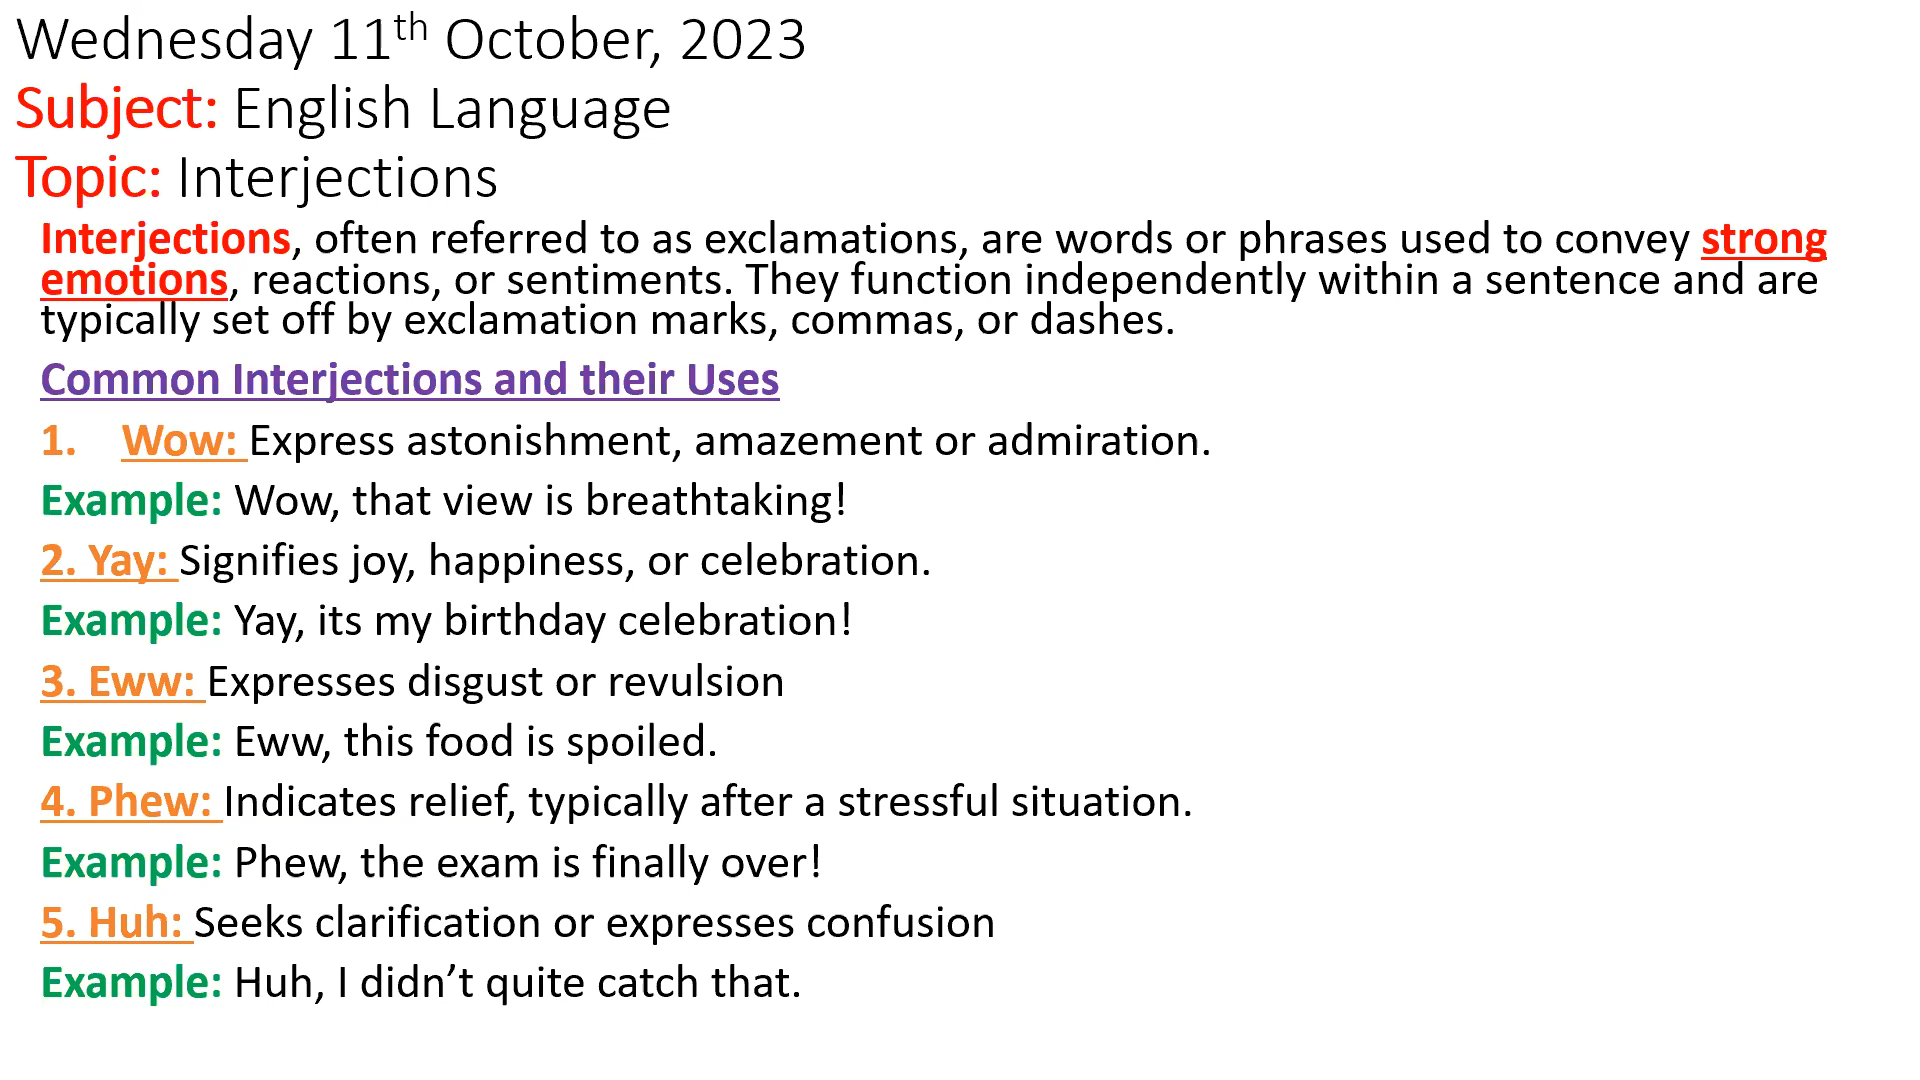 Wednesday 11th October, 2023
Subject: English Language
Topic: Interjections
Interjections, often referred to as exclamations, are words or phrases used to convey strong
emotions, reactions, or sentiments. They function independently within a sentence and are
typically set off by exclamation marks, commas, or dashes.
Common Interjections and their Uses
1. Wow: Express astonishment, amazement or admiration.
Example: Wow, that view is breathtaking!
2. Yay: Signifies joy, happiness, or celebration.
Example: Yay, its my birthday celebration!
3. Eww: Expresses disgust or revulsion
Example: Eww, this food is spoiled.
4. Phew: Indicates relief, typically after a stressful situation.
Example: Phew, the exam is finally over!
5. Huh: Seeks clarification or expresses confusion
Example: Huh, I didn’t quite catch that.